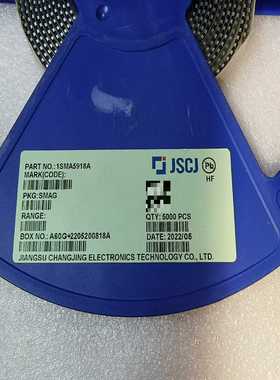 PART NO.:1SMA5918A
MARK(CODE):
JSCJ
Pb
HF
PKG:SMAG
RANGE:
QTY: 5000 PCS
BOX NO.: A60G+2205200818A
DATE: 2022/05
JIANGSU CHANGJING ELECTRONICS TECHNOLOGY CO., LTD.